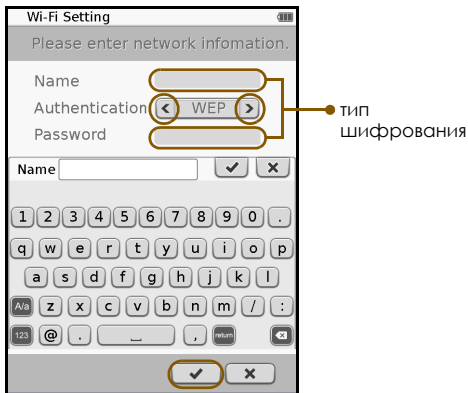 Wi-Fi Setting
Please enter network infomation.
Name
Authentication < WEP >
Password
тип
шифрования
Name
1 2 3 4 5 6 7 8 9 0 .
q w e r t y u i o p
a s d f g h j k l
A/a z x c v b n m / :
123 @ . , return